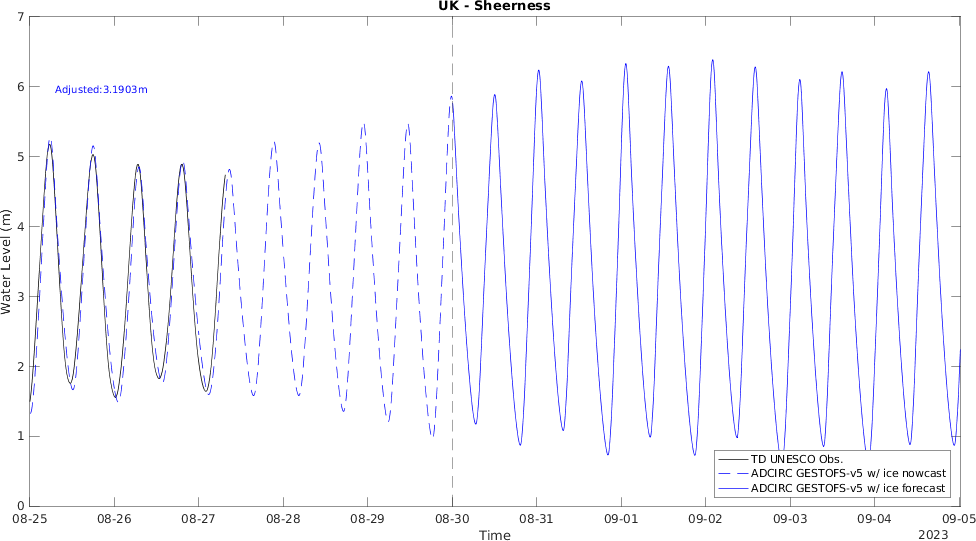 UK - Sheerness
7
6
5
4
3
2
1
0
Water Level (m)
Adjusted:3.1903m
TD UNESCO Obs.
ADCIRC GESTOFS-v5 w/ ice nowcast
ADCIRC GESTOFS-v5 w/ ice forecast
08-25 08-26 08-27 08-28 08-29 08-30 08-31 09-01 09-02 09-03 09-04 09-05
Time
2023